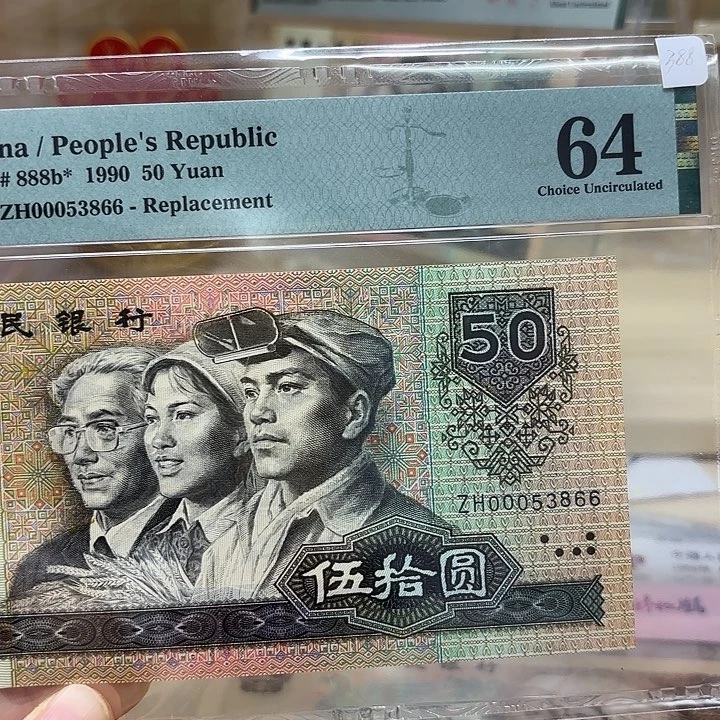 388
na / People's Republic
# 888b* 1990 50 Yuan
ZH00053866 - Replacement
64
Choice Uncirculated
民银行
50
ZH00053866
伍拾圆